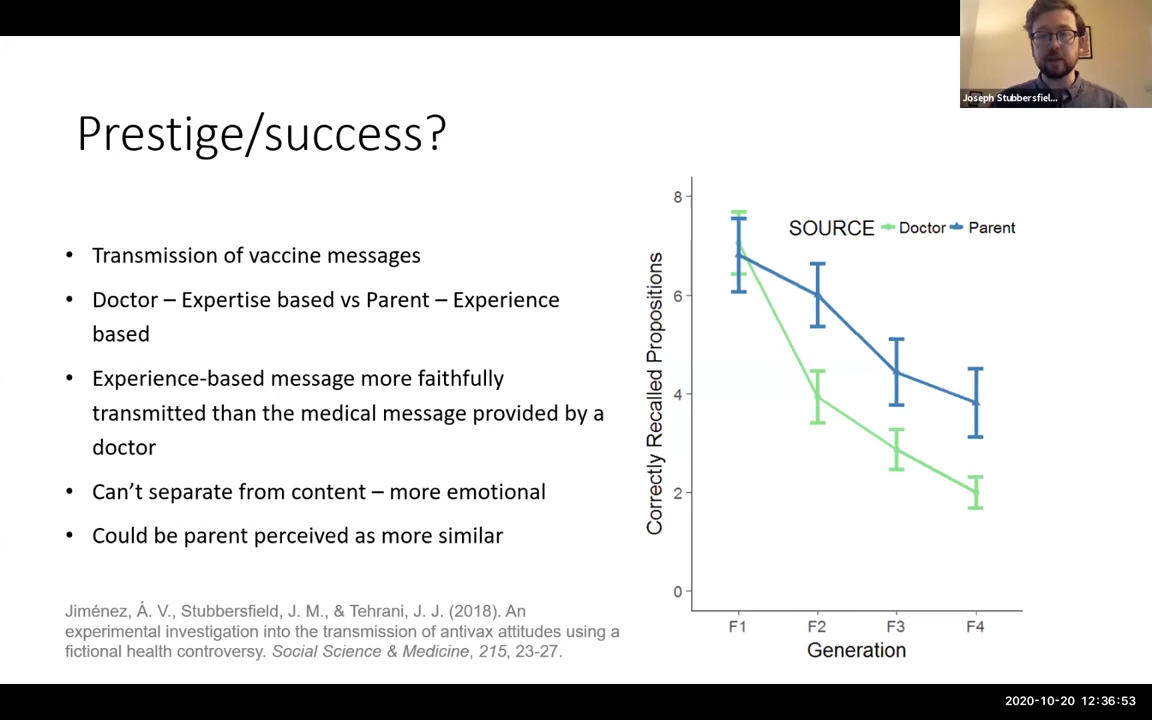 Joseph Stubbersfiel...
Prestige/success?
• Transmission of vaccine messages
• Doctor – Expertise based vs Parent – Experience
based
• Experience-based message more faithfully
transmitted than the medical message provided by a
doctor
• Can't separate from content – more emotional
• Could be parent perceived as more similar
Jiménez, Á. V., Stubbersfield, J. M., & Tehrani, J. J. (2018). An
experimental investigation into the transmission of antivax attitudes using a
fictional health controversy. Social Science & Medicine, 215, 23-27.
SOURCE Doctor Parent
Correctly Recalled Propositions
8
6
4
2
0
F1 F2 F3 F4
Generation
2020-10-20 12:36:53